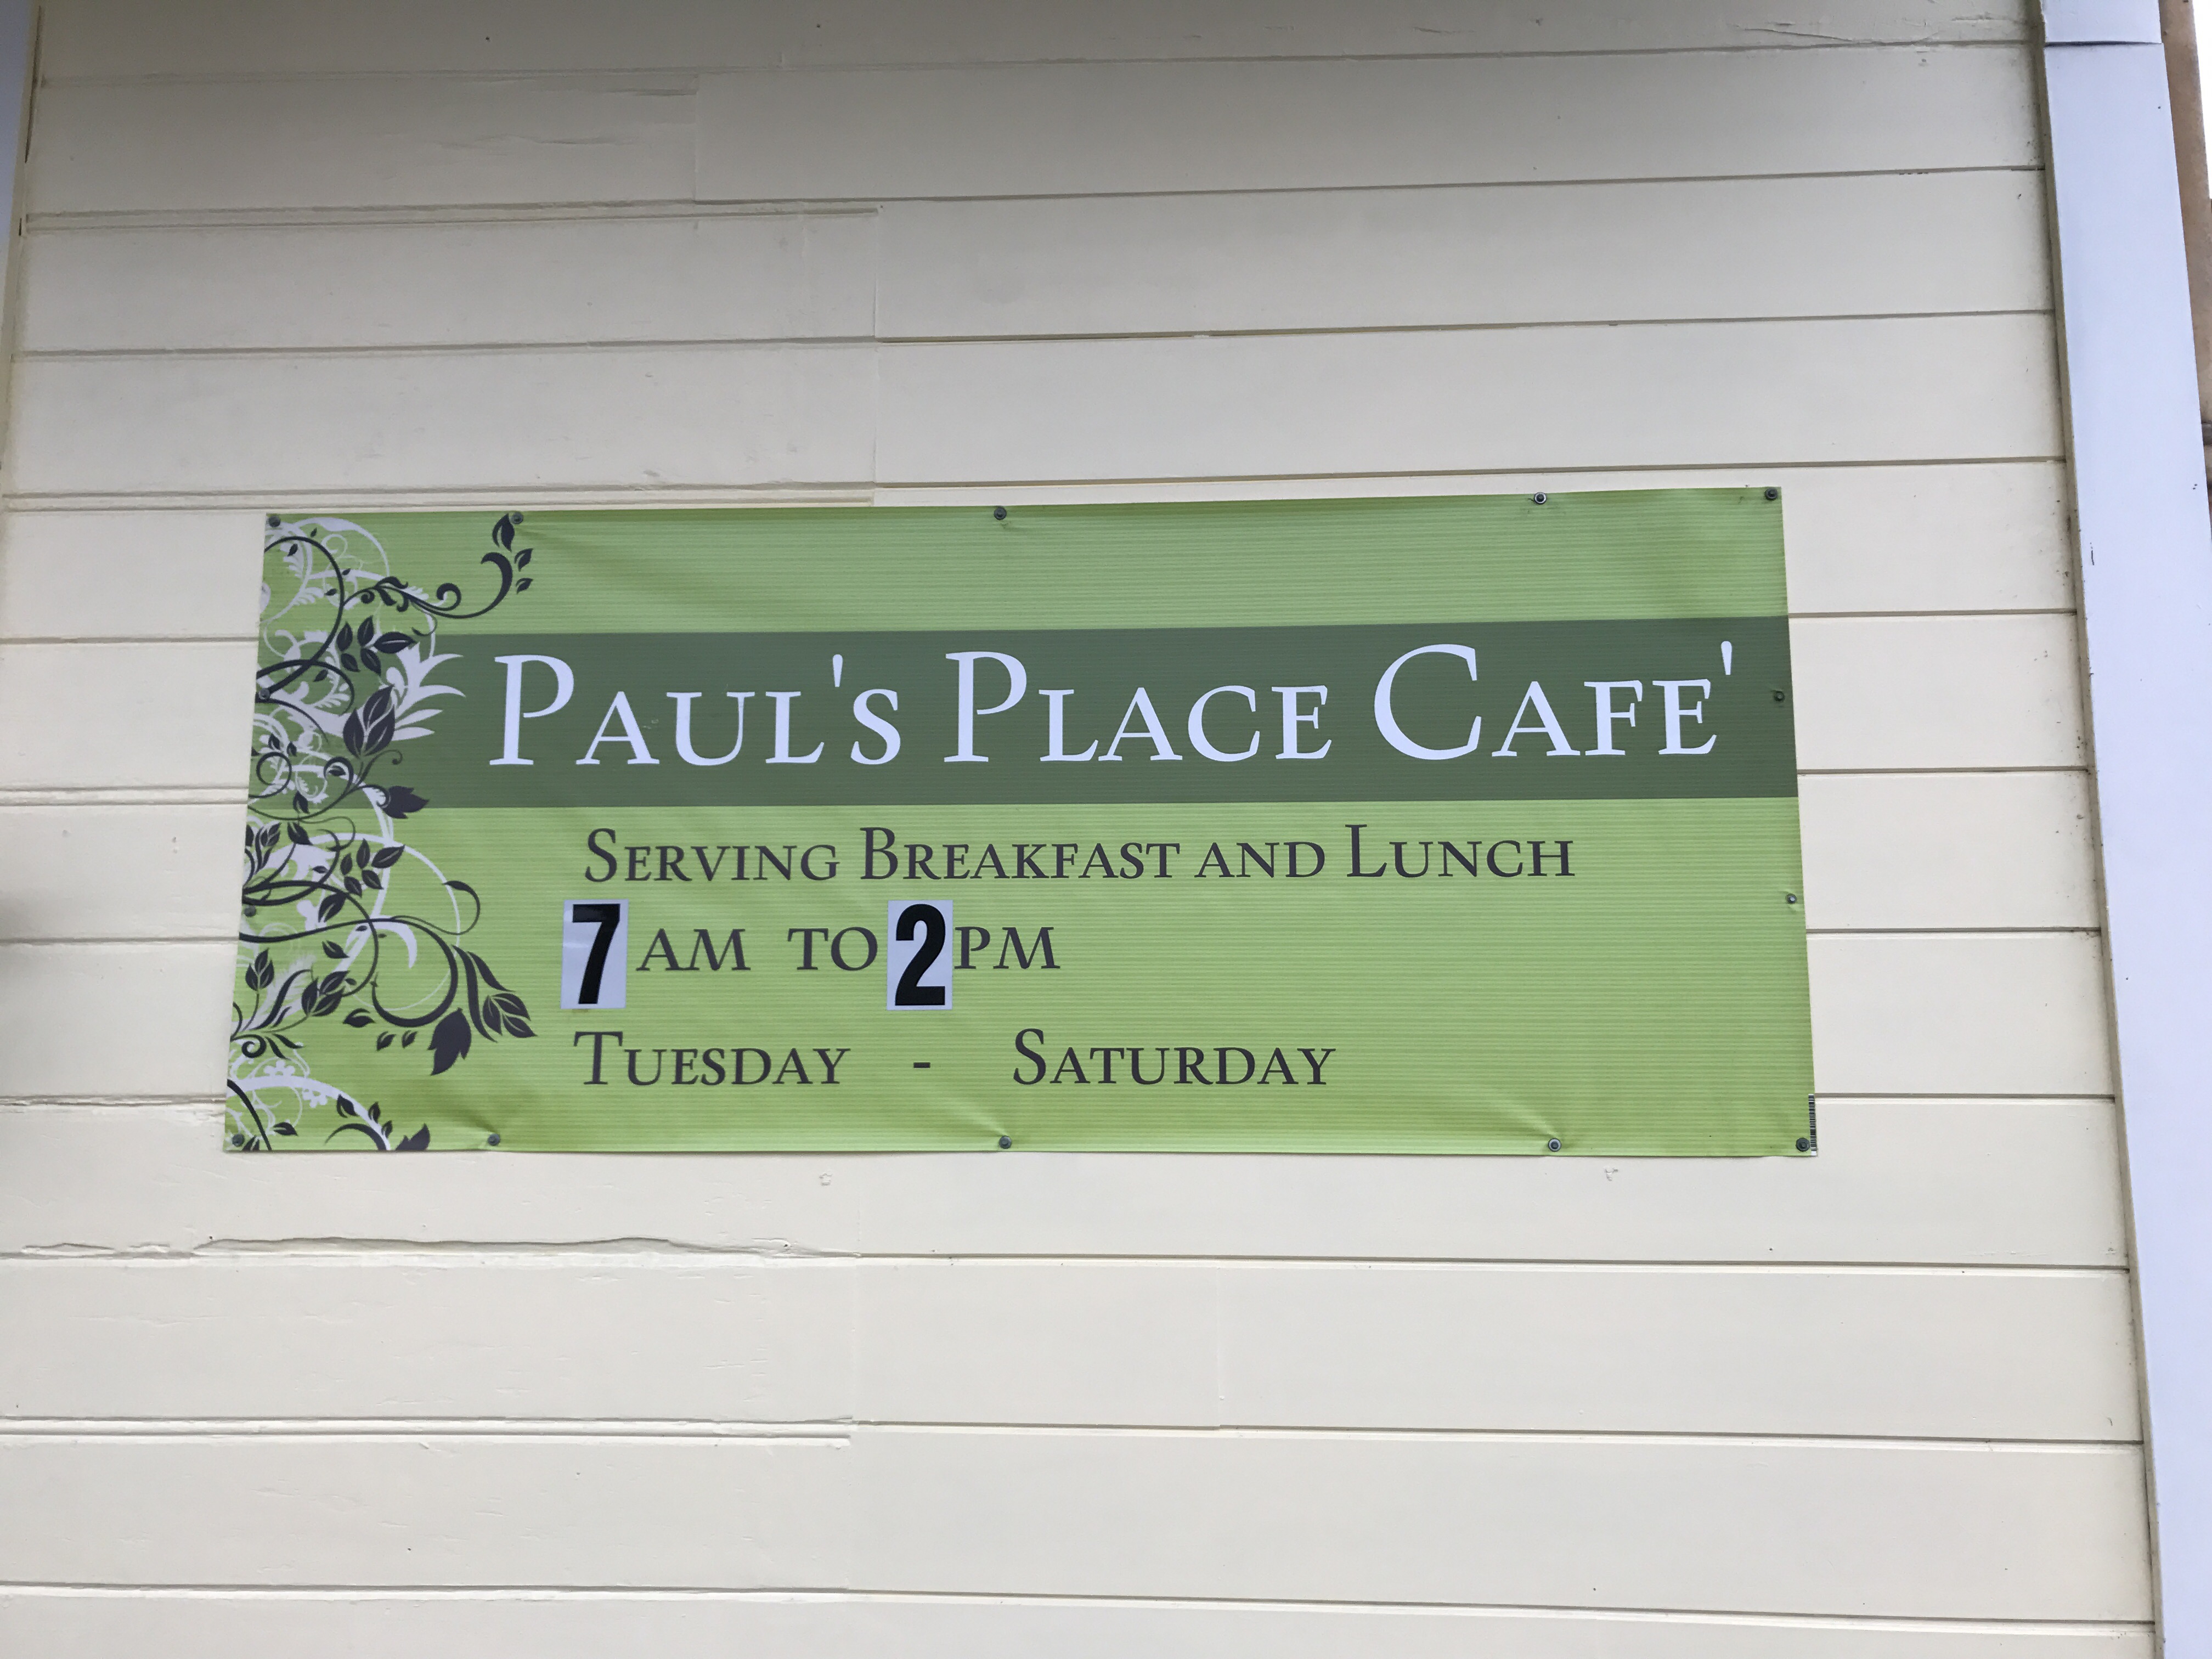 Paul's Place Cafe'
Serving Breakfast and Lunch
7 am to 2 pm
Tuesday - Saturday